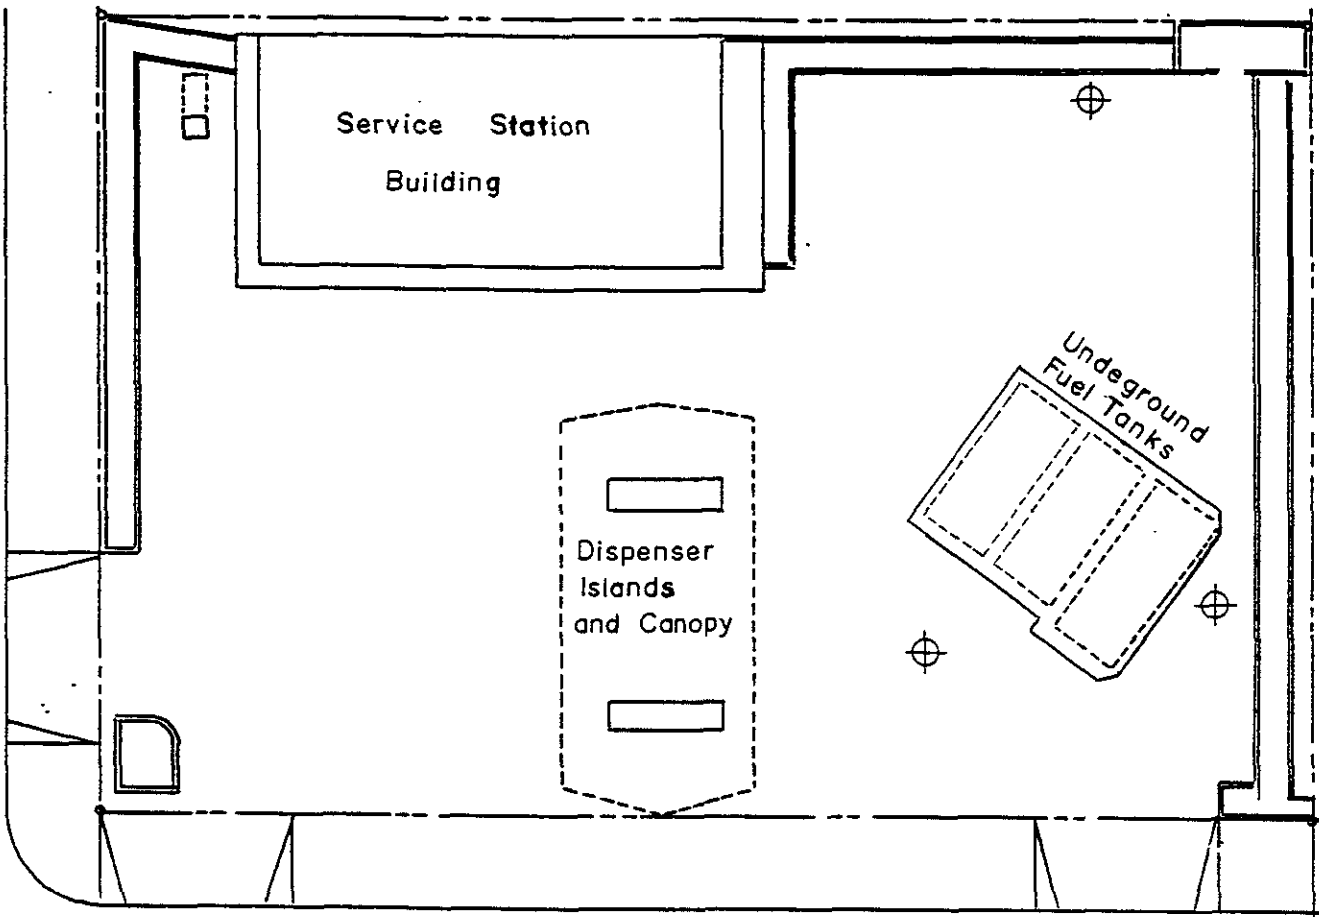 Service Station
Building
Undeground
Fuel Tanks
Dispenser
Islands
and Canopy